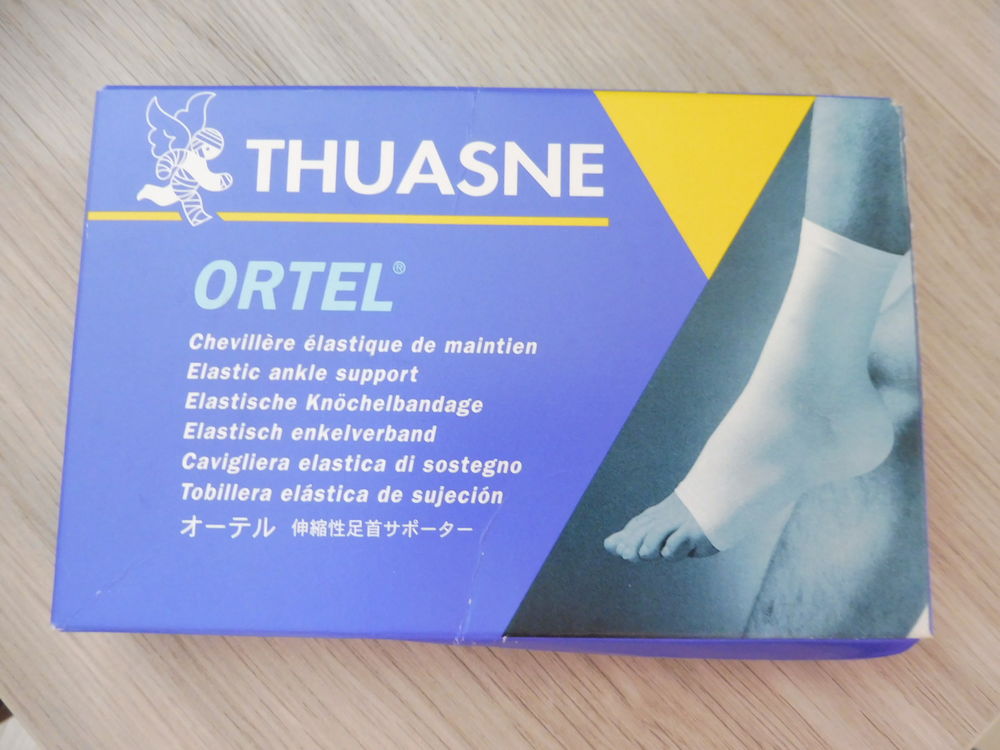 THUASNE
ORTEL®
Chevillère élastique de maintien
Elastic ankle support
Elastische Knöchelbandage
Elastisch enkelverband
Cavigliera elastica di sostegno
Tobillera elástica de sujeción
オーテル 伸縮性足首サポーター